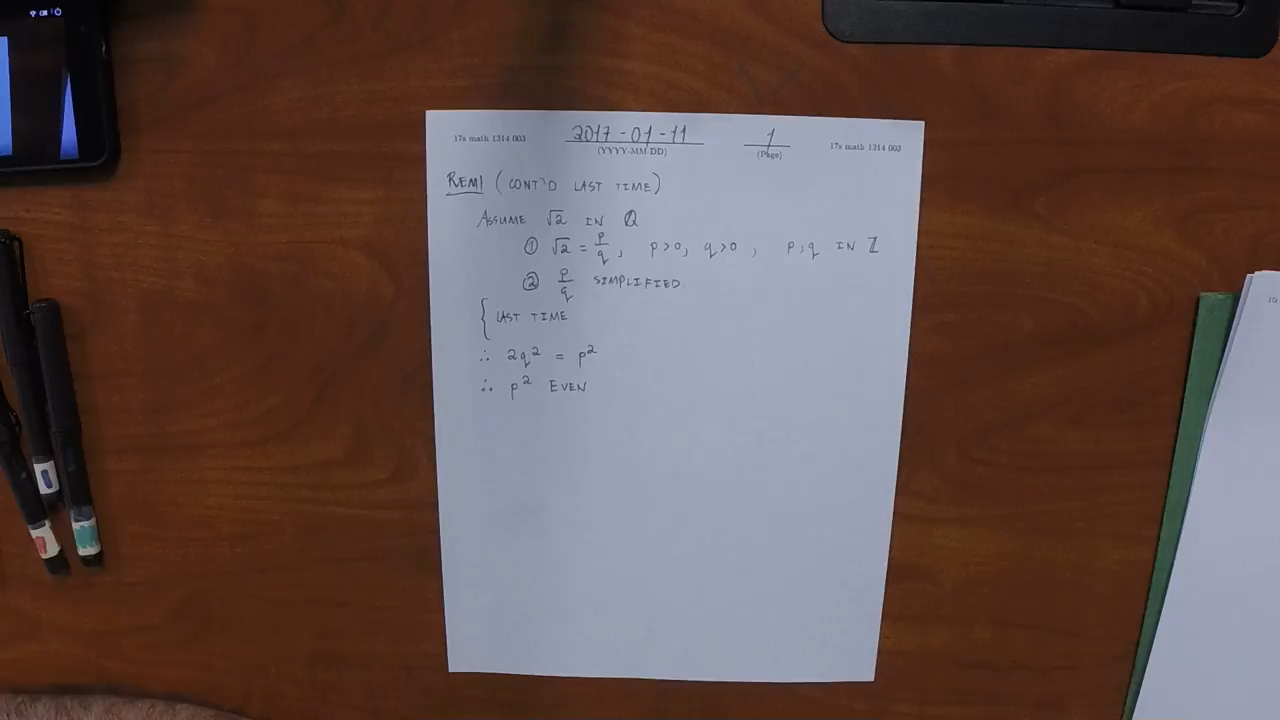 17s math 1314 003 2017-01-11 1 17s math 1314 003
(YYYY-MM-DD) (Page)
REM1 (CONT'D LAST TIME)
ASSUME √2 IN ℚ
① √2 = p/q, p>0, q>0, p,q IN ℤ
② p/q SIMPLIFIED
{ LAST TIME
∴ 2q² = p²
∴ p² EVEN